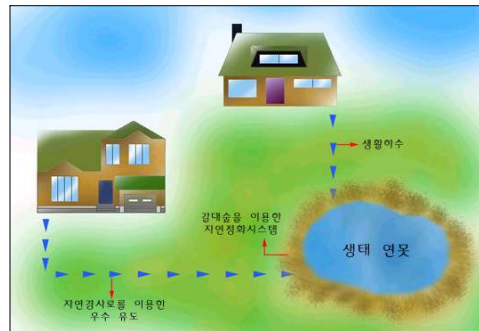 생활하수
갈대숲을 이용한
자연정화시스템
생태 연못
자연경사로를 이용한
우수 유도